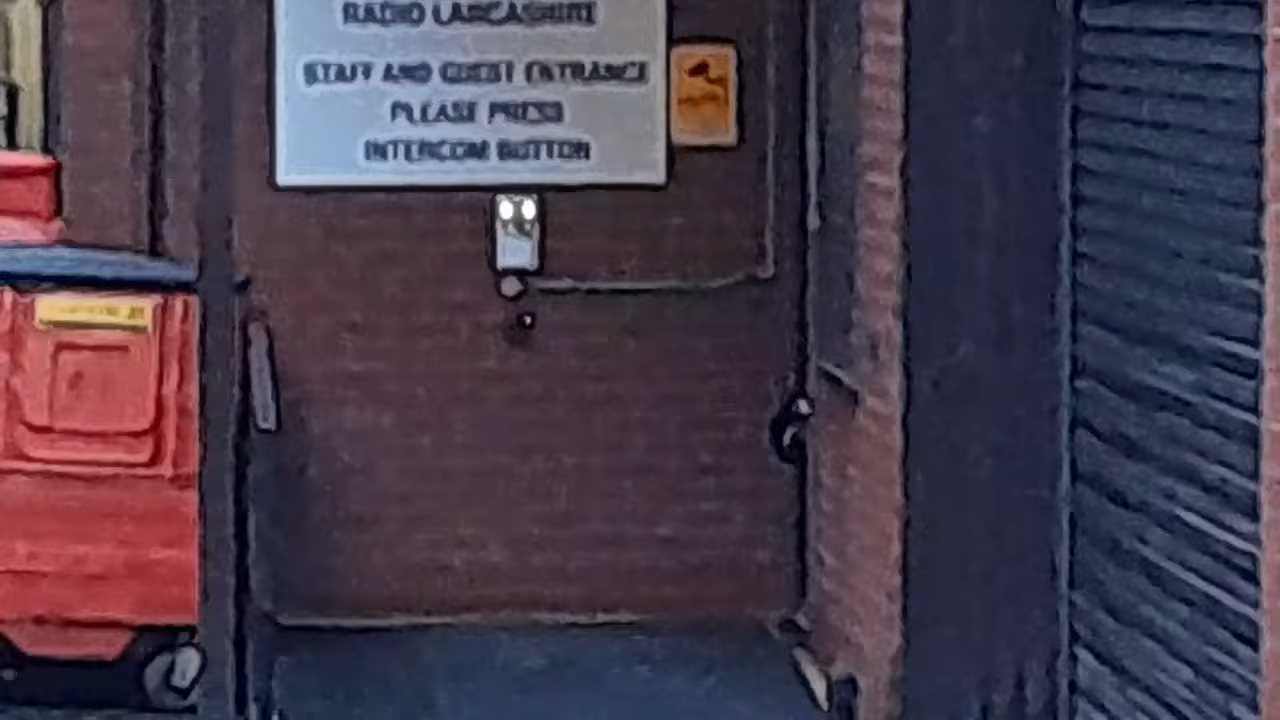 RADIO LANCASHIRE
STAFF AND GUEST ENTRANCE
PLEASE PRESS
INTERCOM BUTTON